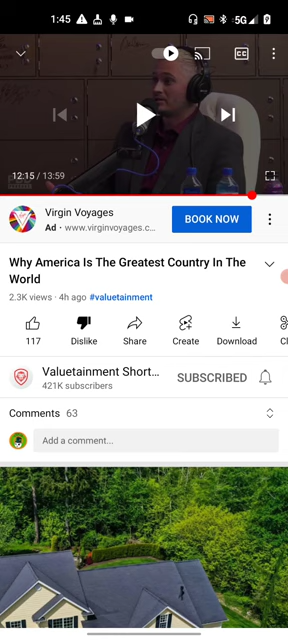 1:45
5G
CC
12:15 / 13:59
Virgin Voyages
Ad · www.virginvoyages.c...
BOOK NOW
Why America Is The Greatest Country In The
World
2.3K views · 4h ago #valuetainment
117 Dislike Share Create Download Cl
Valuetainment Short...
421K subscribers
SUBSCRIBED
Comments 63
Add a comment...